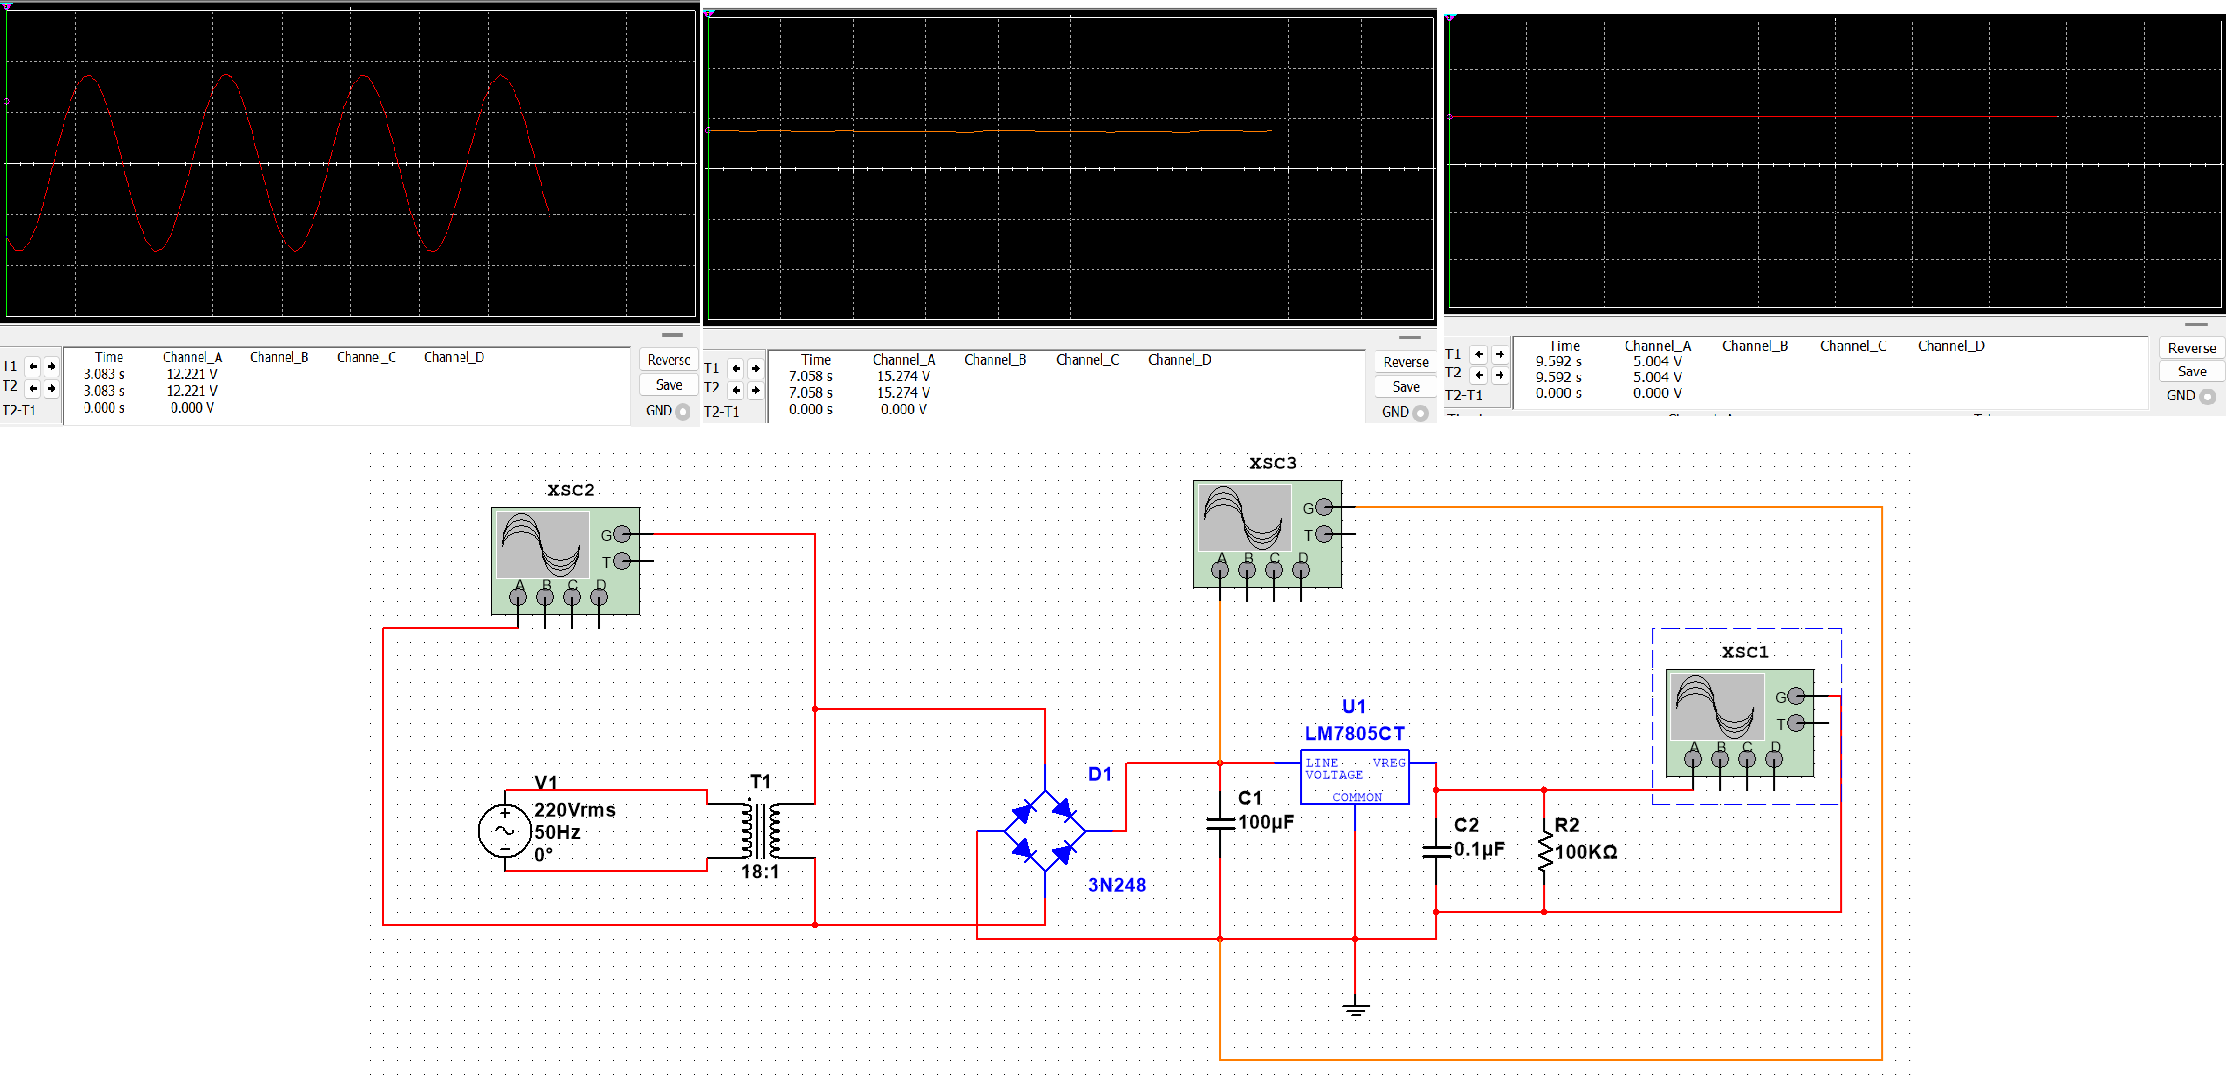 Time Channel_A Channel_B Channel_C Channel_D
T1 3.083 s 12.221 V
T2 3.083 s 12.221 V
T2-T1 0.000 s 0.000 V
Reverse
Save
GND
Time Channel_A Channel_B Channel_C Channel_D
T1 7.058 s 15.274 V
T2 7.058 s 15.274 V
T2-T1 0.000 s 0.000 V
Reverse
Save
GND
Time Channel_A Channel_B Channel_C Channel_D
T1 9.592 s 5.004 V
T2 9.592 s 5.004 V
T2-T1 0.000 s 0.000 V
Reverse
Save
GND
XSC2
G
T
A B C D
XSC3
G
T
A B C D
XSC1
G
T
A B C D
V1
220Vrms
50Hz
0°
T1
18:1
D1
3N248
C1
100µF
U1
LM7805CT
LINE VREG
VOLTAGE
COMMON
C2
0.1µF
R2
100KΩ